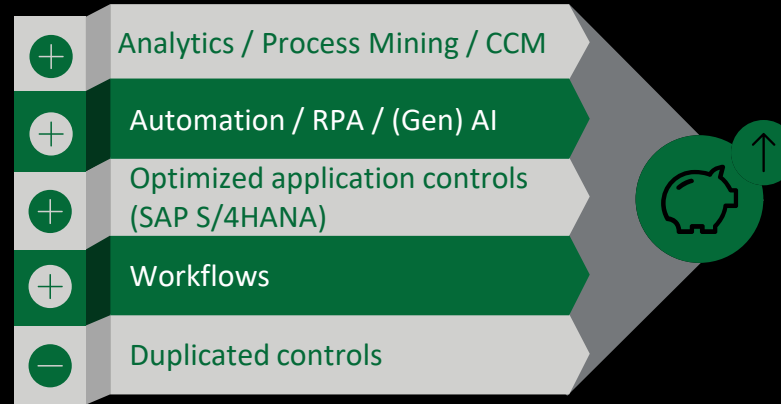 Analytics / Process Mining / CCM
Automation / RPA / (Gen) AI
Optimized application controls
(SAP S/4HANA)
Workflows
Duplicated controls